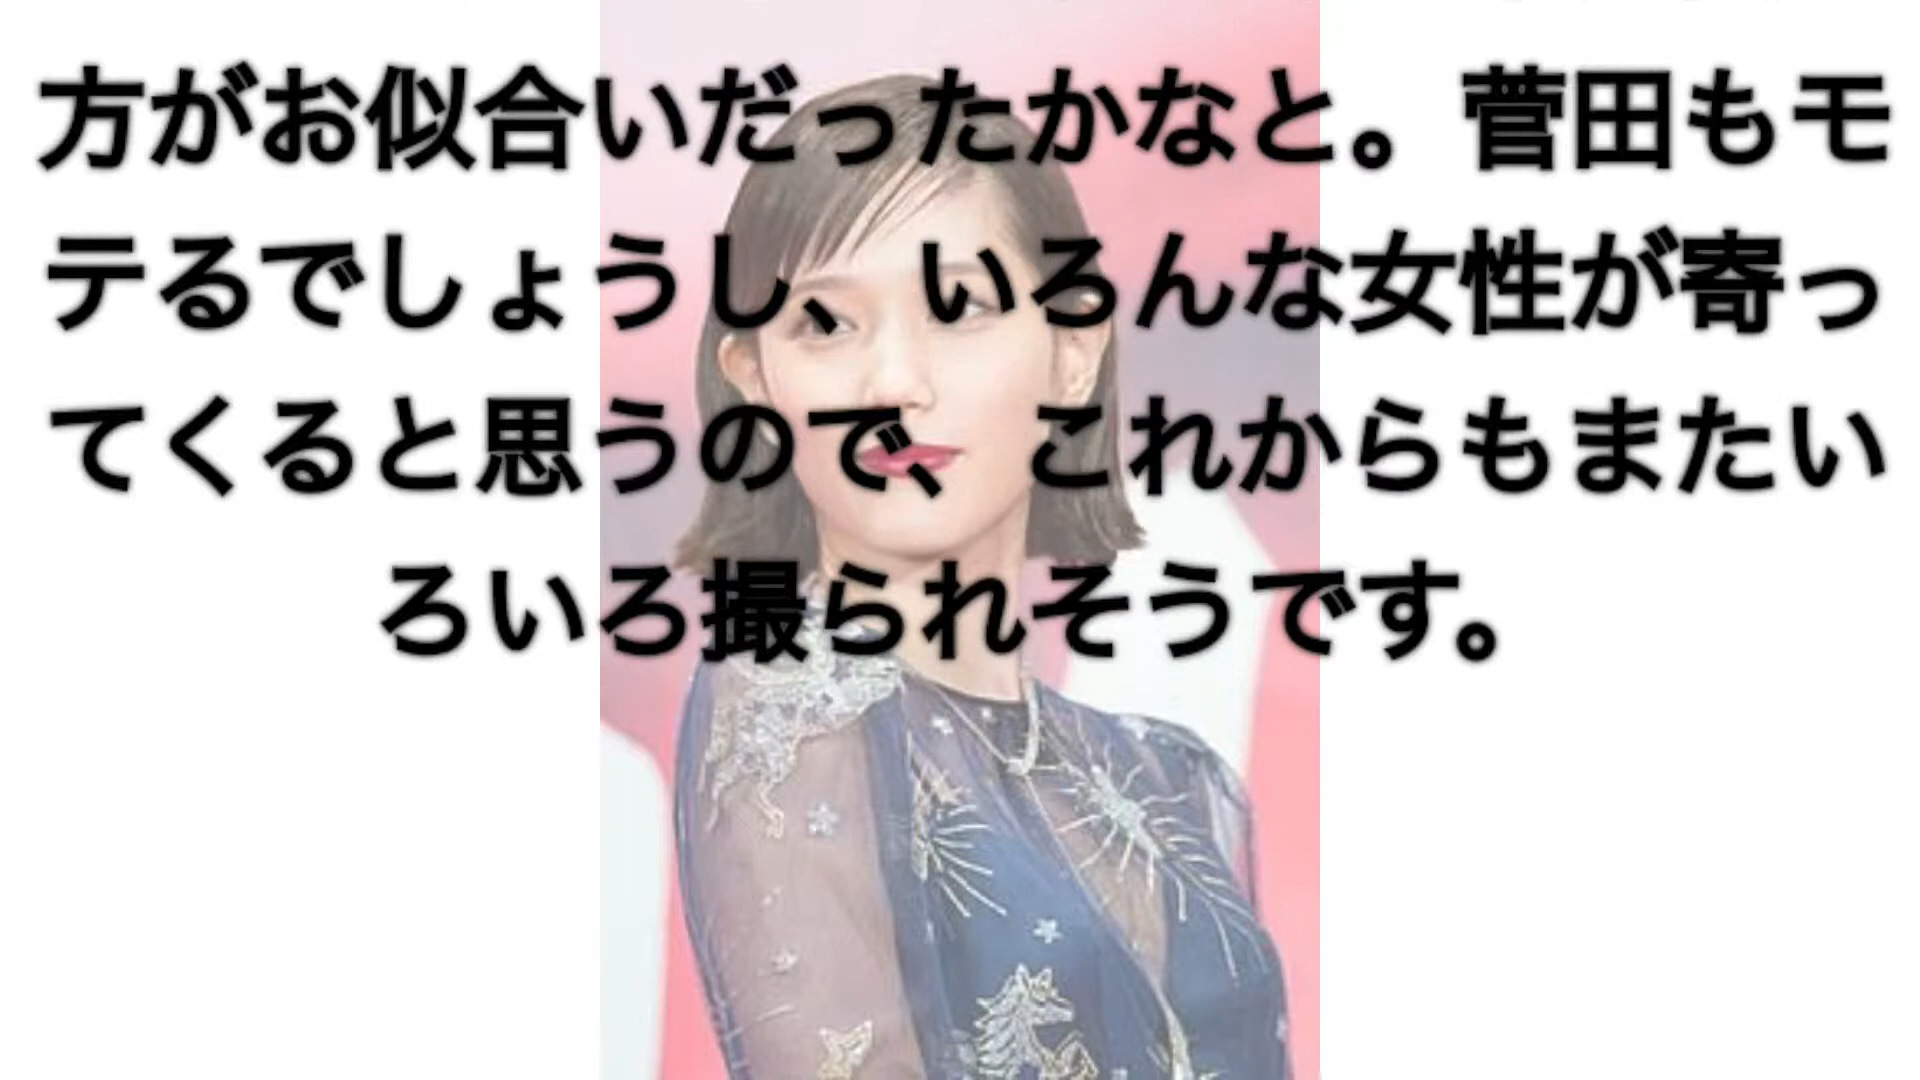 方がお似合いだったかなと。菅田もモ
テるでしょうし、いろんな女性が寄っ
てくると思うので、これからもまたい
ろいろ撮られそうです。